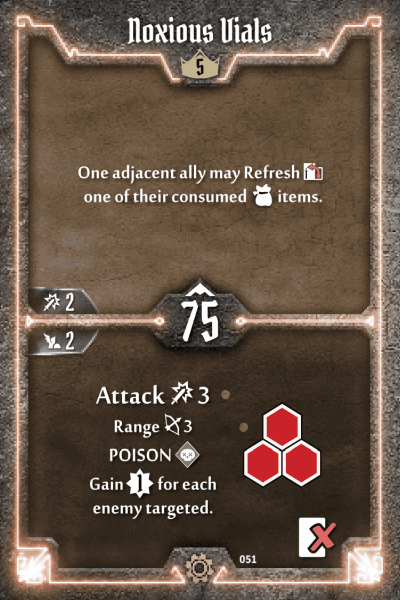 Noxious Vials
5
One adjacent ally may Refresh
one of their consumed items.
2
75
2
Attack 3
Range 3
POISON
Gain 1 for each
enemy targeted.
051